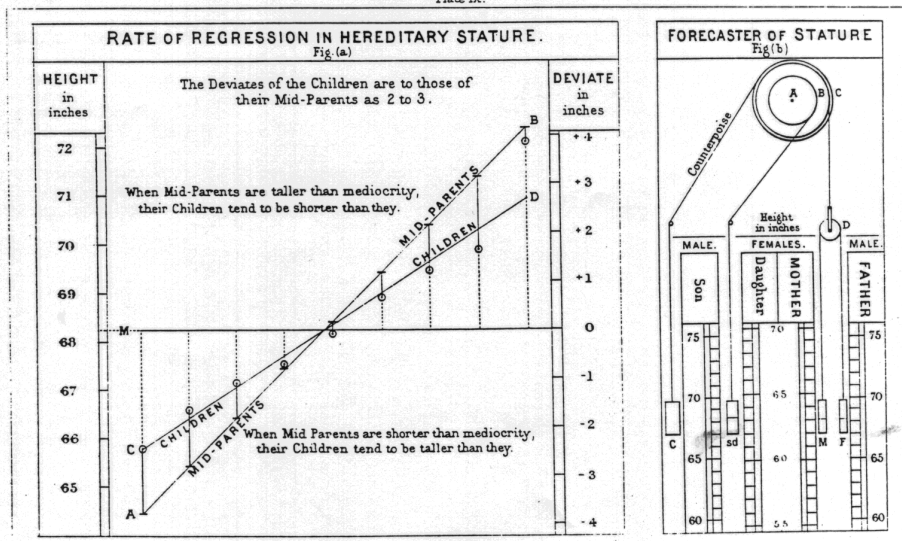 Plate IX.
RATE OF REGRESSION IN HEREDITARY STATURE.
Fig. (a)
HEIGHT
in
inches
The Deviates of the Children are to those of
their Mid-Parents as 2 to 3.
DEVIATE
in
inches
72
71
70
69
68
67
66
65
When Mid-Parents are taller than mediocrity,
their Children tend to be shorter than they.
MID-PARENTS
CHILDREN
B
D
M
C
A
CHILDREN
MID-PARENTS
When Mid Parents are shorter than mediocrity,
their Children tend to be taller than they.
+4
+3
+2
+1
0
-1
-2
-3
-4
FORECASTER OF STATURE
Fig (b)
A B C
Counterpoise
D
Height
in inches
MALE. FEMALES. MALE.
Son
Daughter
MOTHER
FATHER
75
70
65
60
70
65
60
55
75
70
65
60
C sd M F